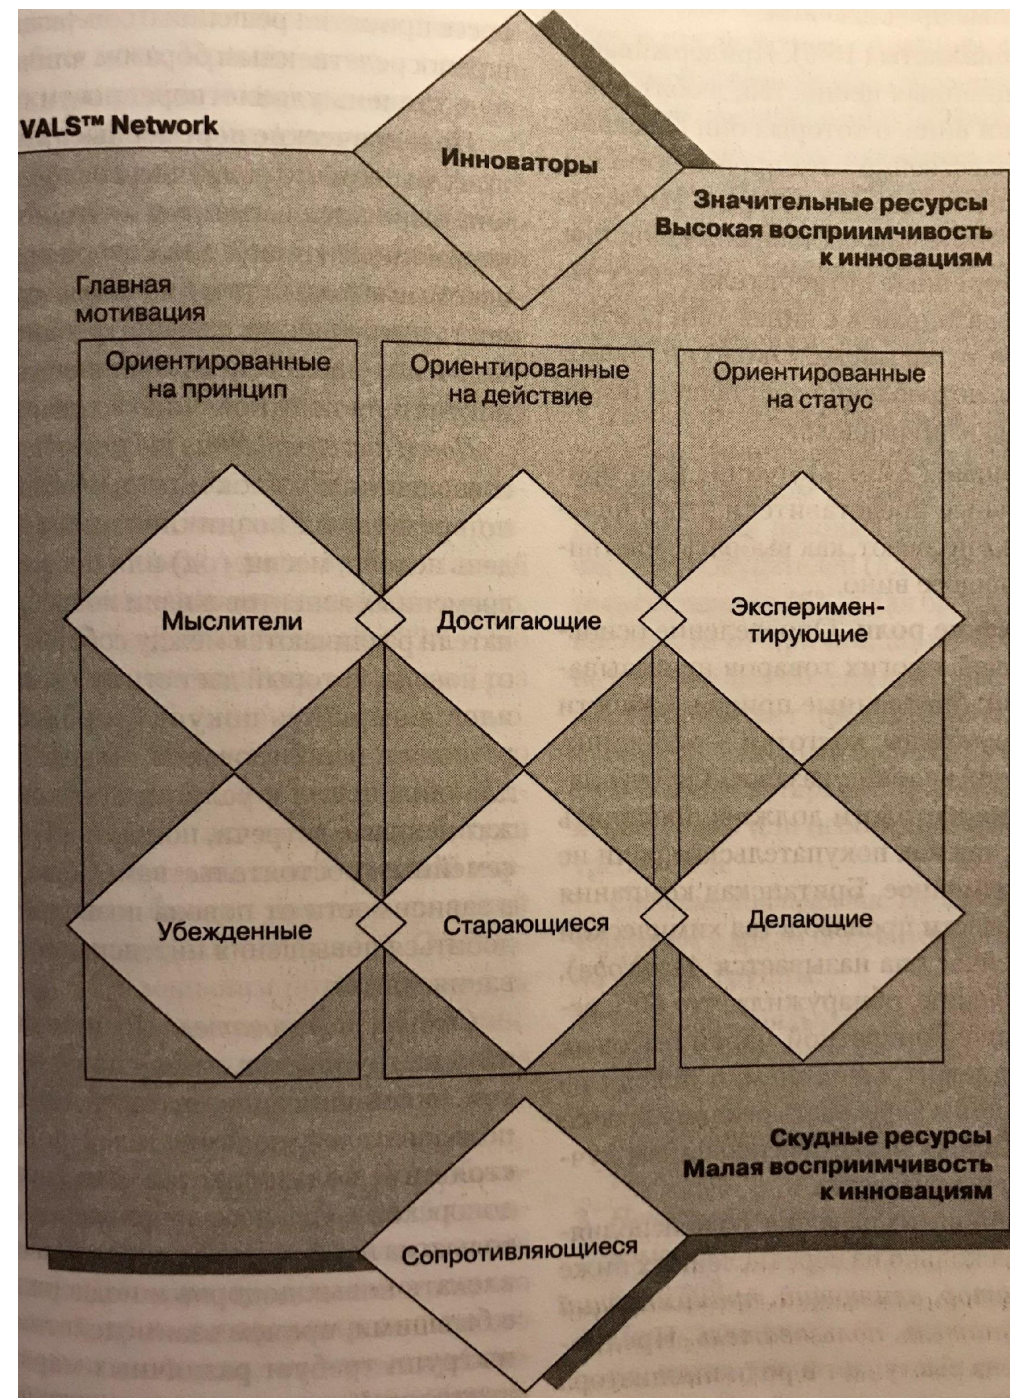 VALS™ Network
Инноваторы
Значительные ресурсы
Высокая восприимчивость
к инновациям
Главная
мотивация
Ориентированные
на принцип
Ориентированные
на действие
Ориентированные
на статус
Мыслители
Достигающие
Эксперимен-
тирующие
Убежденные
Старающиеся
Делающие
Скудные ресурсы
Малая восприимчивость
к инновациям
Сопротивляющиеся